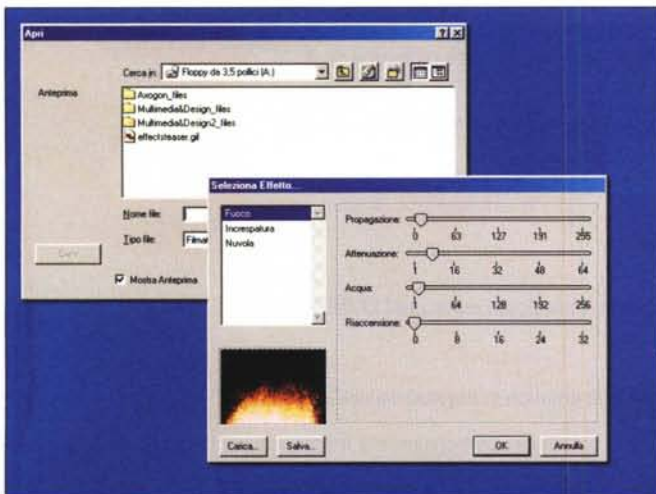 Apri
Cerca in: Floppy da 3,5 pollici (A:)
Anteprima
Axogon_files
Multimedia&Design_files
Multimedia&Design2_files
effectsteaser.gif
Nome file:
Tipo file: Filmat
Mostra Anteprima
Seleziona Effetto...
Fuoco
Increspatura
Nuvola
Propagazione:
0 63 127 191 255
Attenuazione:
1 16 32 48 64
Acqua:
1 64 128 192 256
Riaccensione:
0 8 16 24 32
Carica... Salva... OK Annulla